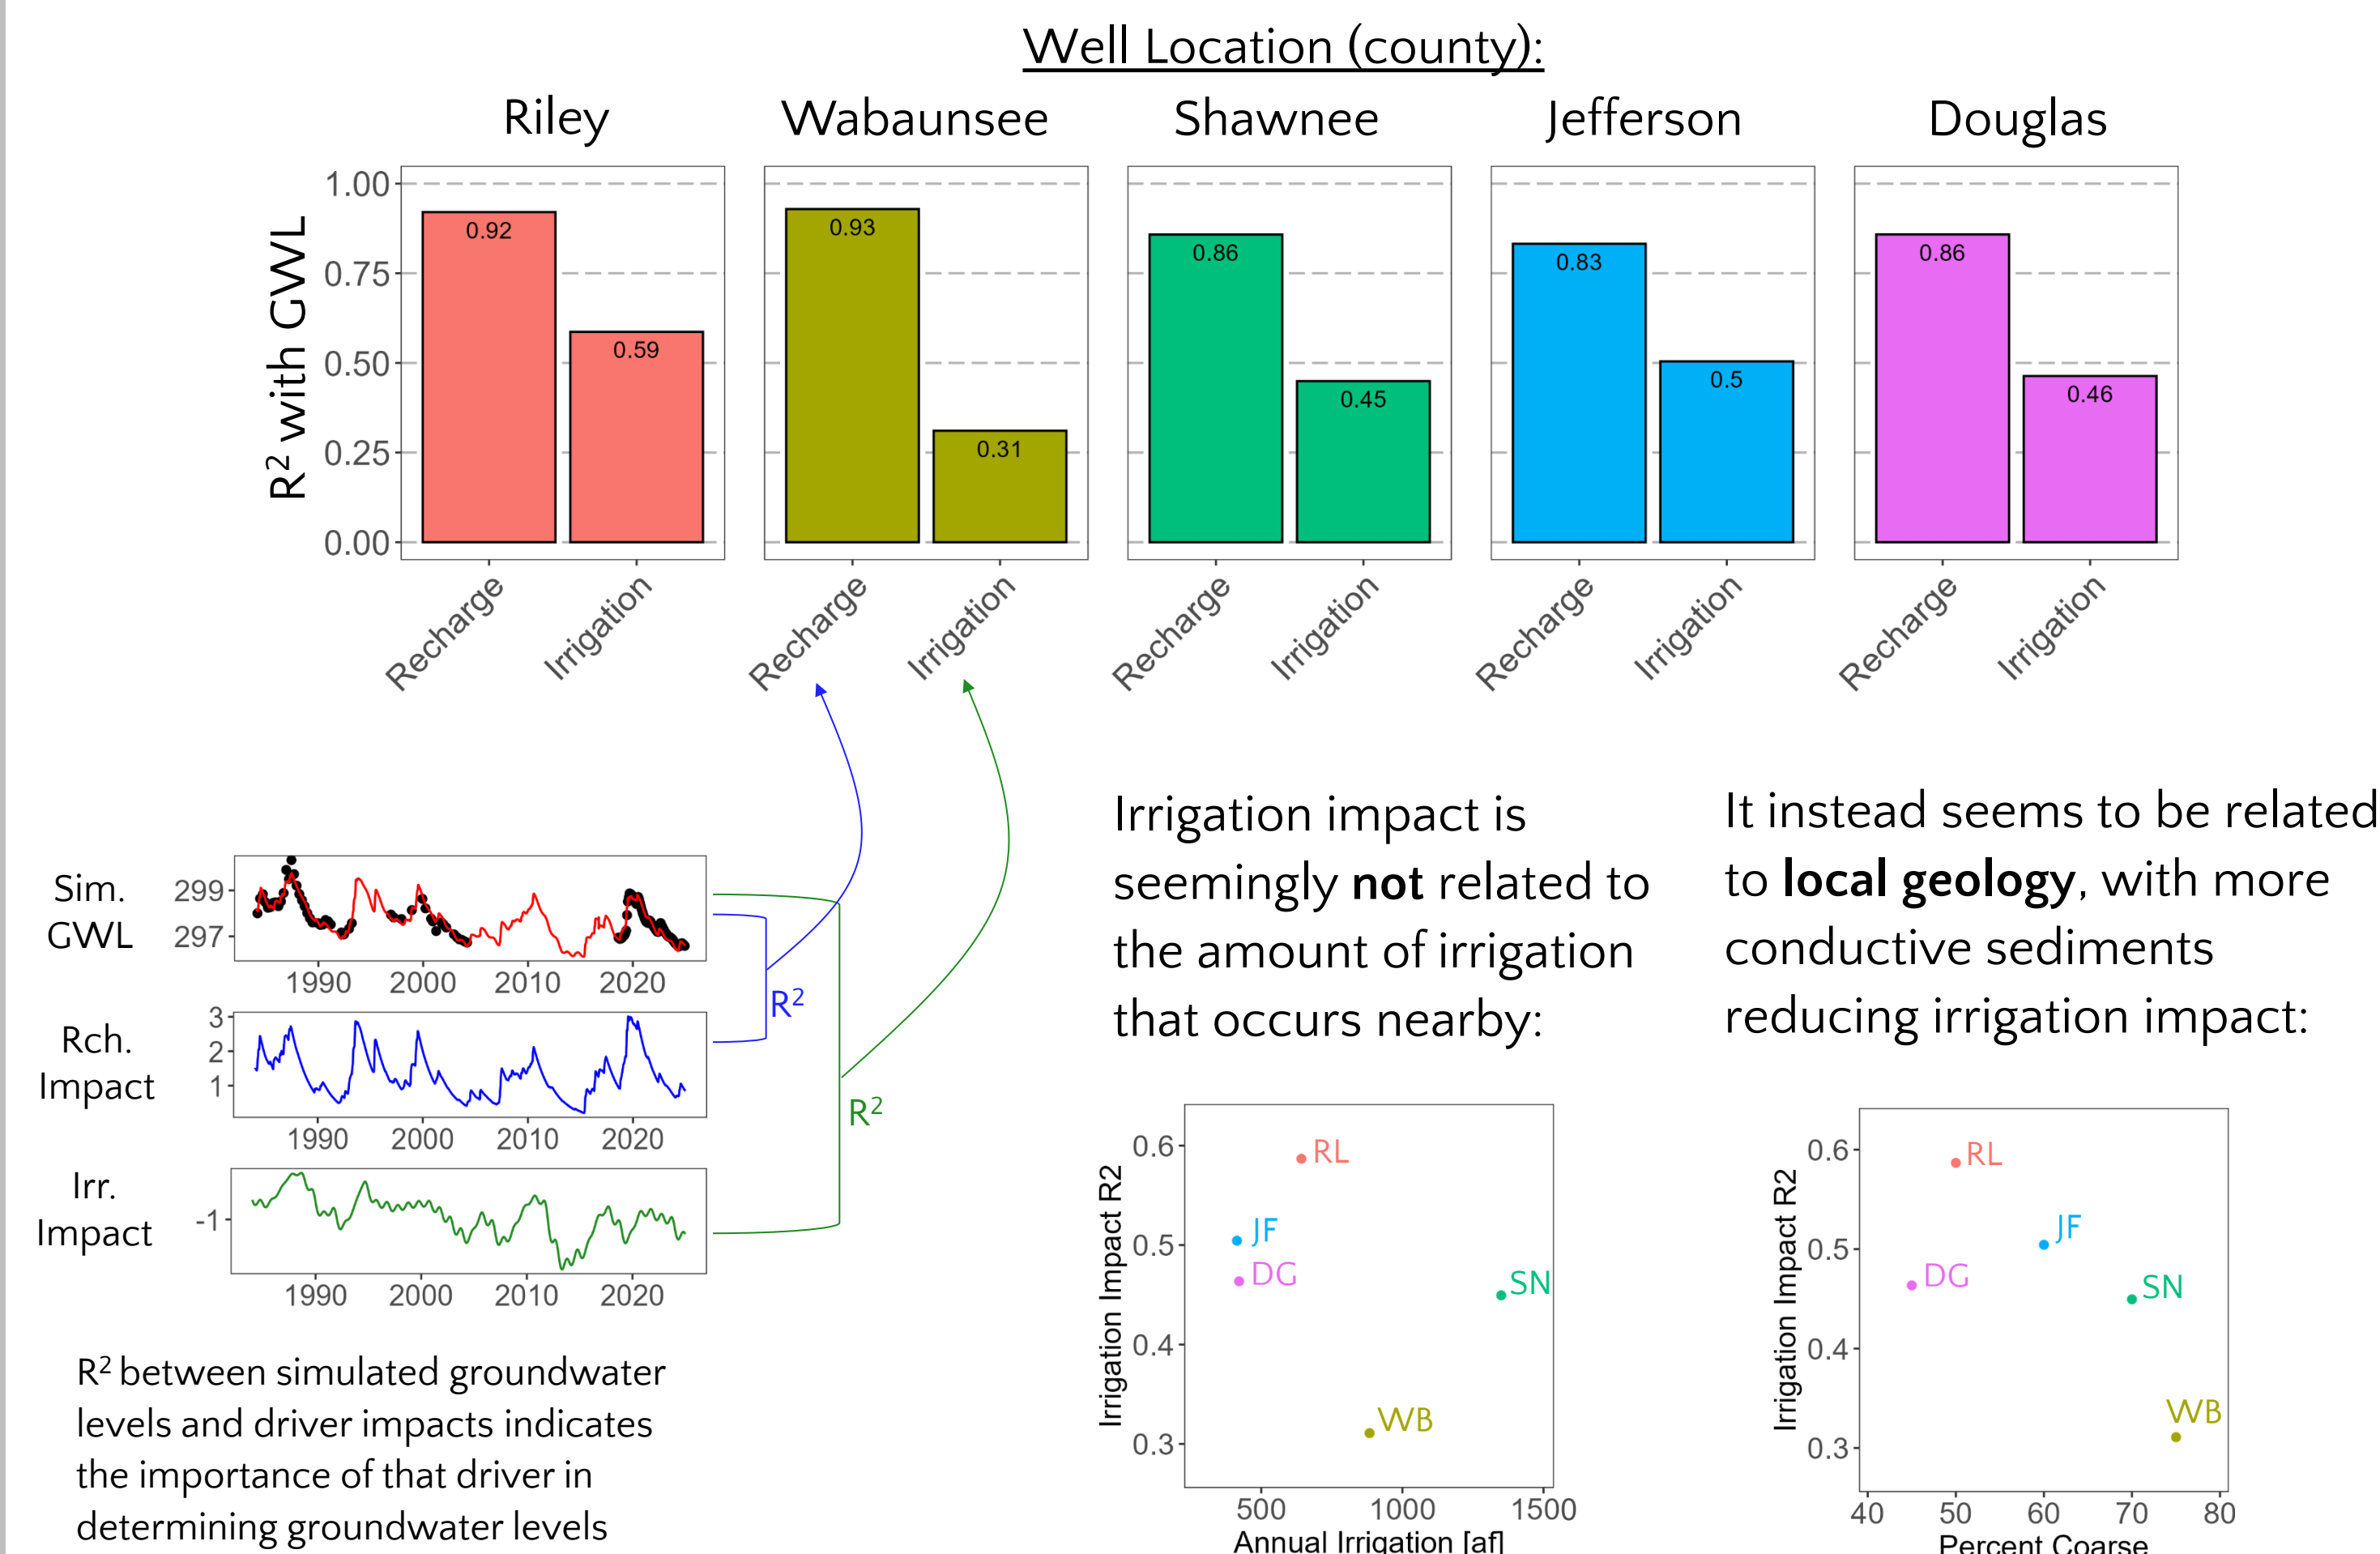 Well Location (county):
Riley
Wabaunsee
Shawnee
Jefferson
Douglas
R² with GWL
1.00
0.75
0.50
0.25
0.00
0.92
0.59
0.93
0.31
0.86
0.45
0.83
0.5
0.86
0.46
Recharge
Irrigation
Recharge
Irrigation
Recharge
Irrigation
Recharge
Irrigation
Recharge
Irrigation
Sim.
GWL
299
297
1990 2000 2010 2020
Rch.
Impact
3
2
1
1990 2000 2010 2020
Irr.
Impact
-1
1990 2000 2010 2020
R²
R²
R² between simulated groundwater
levels and driver impacts indicates
the importance of that driver in
determining groundwater levels
Irrigation impact is
seemingly not related to
the amount of irrigation
that occurs nearby:
Irrigation Impact R2
0.6
0.5
0.4
0.3
RL
JF
DG
SN
WB
500 1000 1500
Annual Irrigation [af]
It instead seems to be related
to local geology, with more
conductive sediments
reducing irrigation impact:
Irrigation Impact R2
0.6
0.5
0.4
0.3
RL
JF
DG
SN
WB
40 50 60 70 80
Percent Coarse